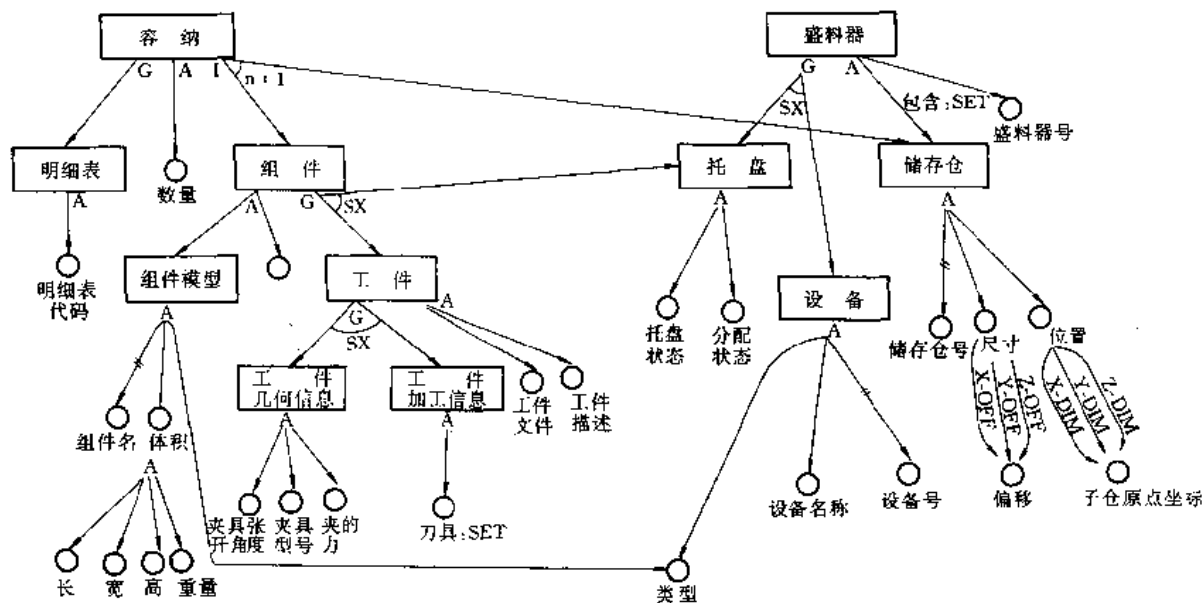 容 纳
盛料器
G A I
n:1
G A
SX
包含:SET
盛料器号
明细表
数量
组 件
托 盘
储存仓
A
A
G
SX
A
A
明细表
代码
组件模型
工 件
设 备
A
G
SX
A
托盘
状态
分配
状态
A
储存仓号
尺寸
位置
X-OFF
Y-OFF
Z-OFF
X-DIM
Y-DIM
Z-DIM
工 件
几何信息
工 件
加工信息
工件
文件
工件
描述
组件名
体积
A
A
A
设备名称
设备号
偏移
子仓原点坐标
夹具张
开角度
夹具
型号
夹的
力
刀具:SET
长
宽
高
重量
类型